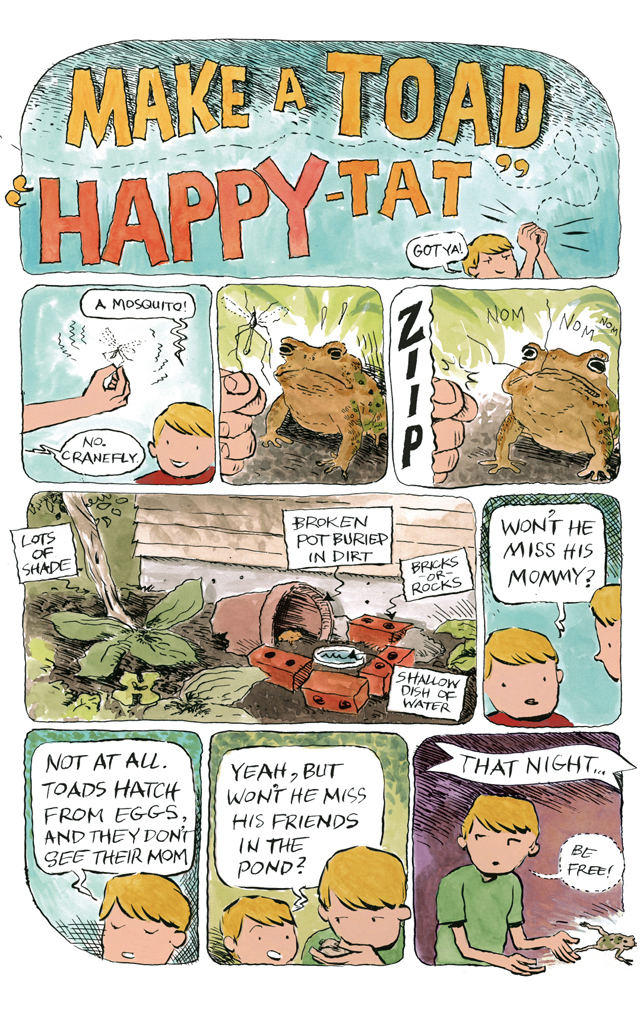 MAKE A TOAD
"HAPPY-TAT"
GOTYA!
A MOSQUITO!
NO.
CRANEFLY.
ZIIP
NOM
NOM
NOM
LOTS
OF
SHADE
BROKEN
POT BURIED
IN DIRT
BRICKS
-OR-
ROCKS
SHALLOW
DISH OF
WATER
WON'T HE
MISS HIS
MOMMY?
NOT AT ALL.
TOADS HATCH
FROM EGGS,
AND THEY DON'T
SEE THEIR MOM
YEAH, BUT
WON'T HE MISS
HIS FRIENDS
IN THE
POND?
THAT NIGHT...
BE
FREE!